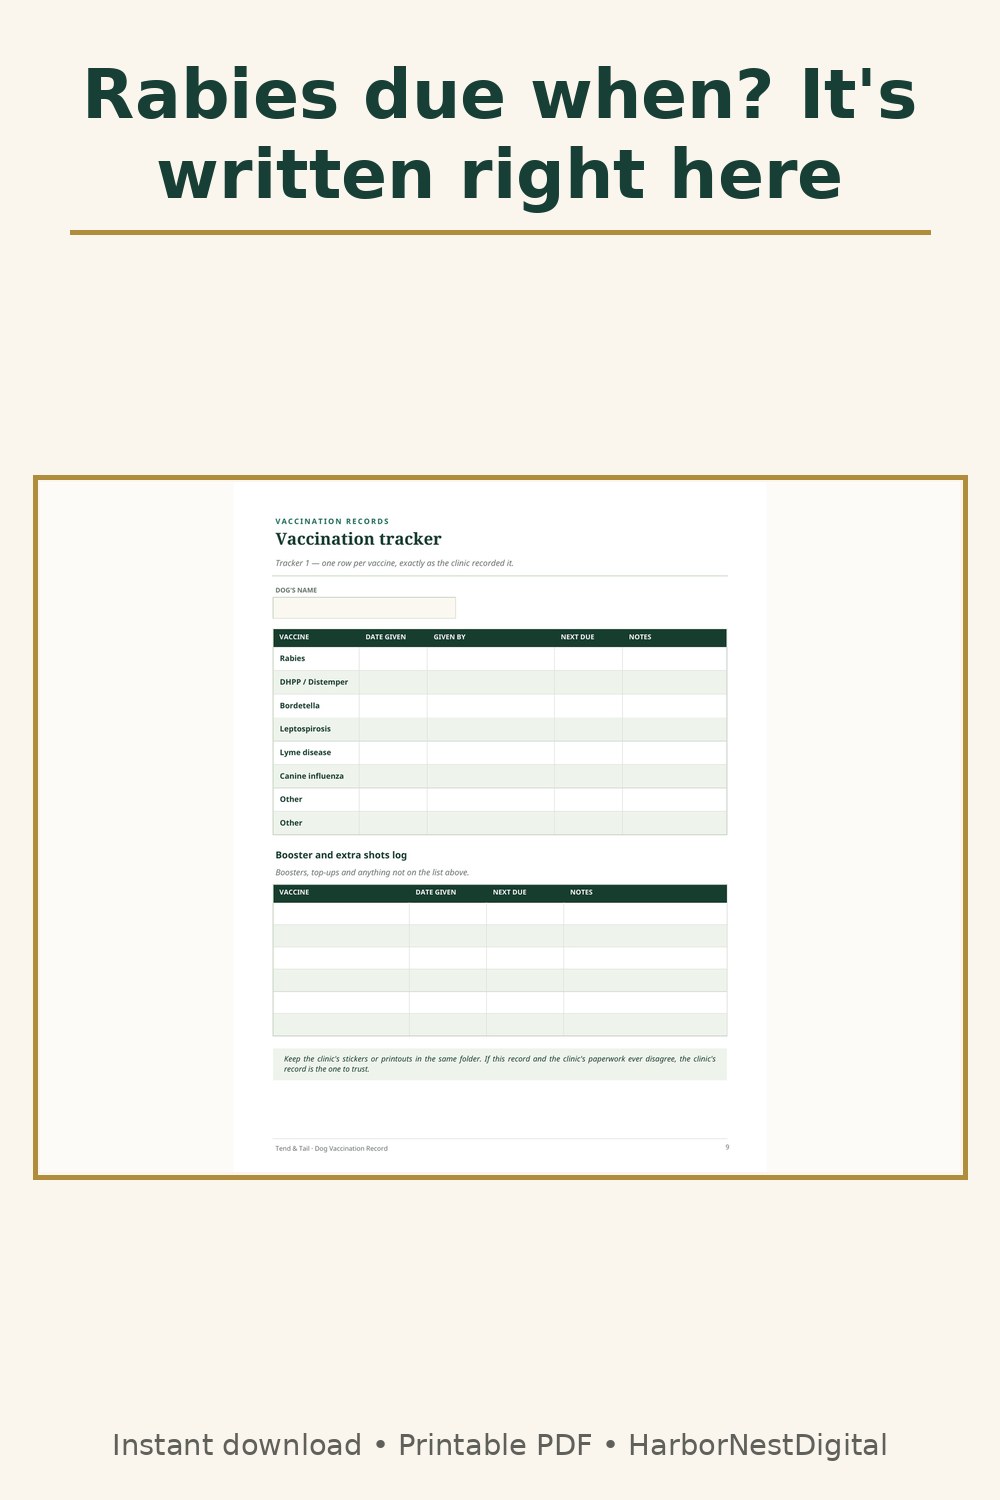 Rabies due when? It's
written right here
VACCINATION RECORDS
Vaccination tracker
Tracker 1 — one row per vaccine, exactly as the clinic recorded it.
DOG'S NAME
VACCINE DATE GIVEN GIVEN BY NEXT DUE NOTES
Rabies
DHPP / Distemper
Bordetella
Leptospirosis
Lyme disease
Canine influenza
Other
Other
Booster and extra shots log
Boosters, top-ups and anything not on the list above.
VACCINE DATE GIVEN NEXT DUE NOTES
Keep the clinic's stickers or printouts in the same folder. If this record and the clinic's paperwork ever disagree, the clinic's
record is the one to trust.
Tend & Tail · Dog Vaccination Record 9
Instant download • Printable PDF • HarborNestDigital